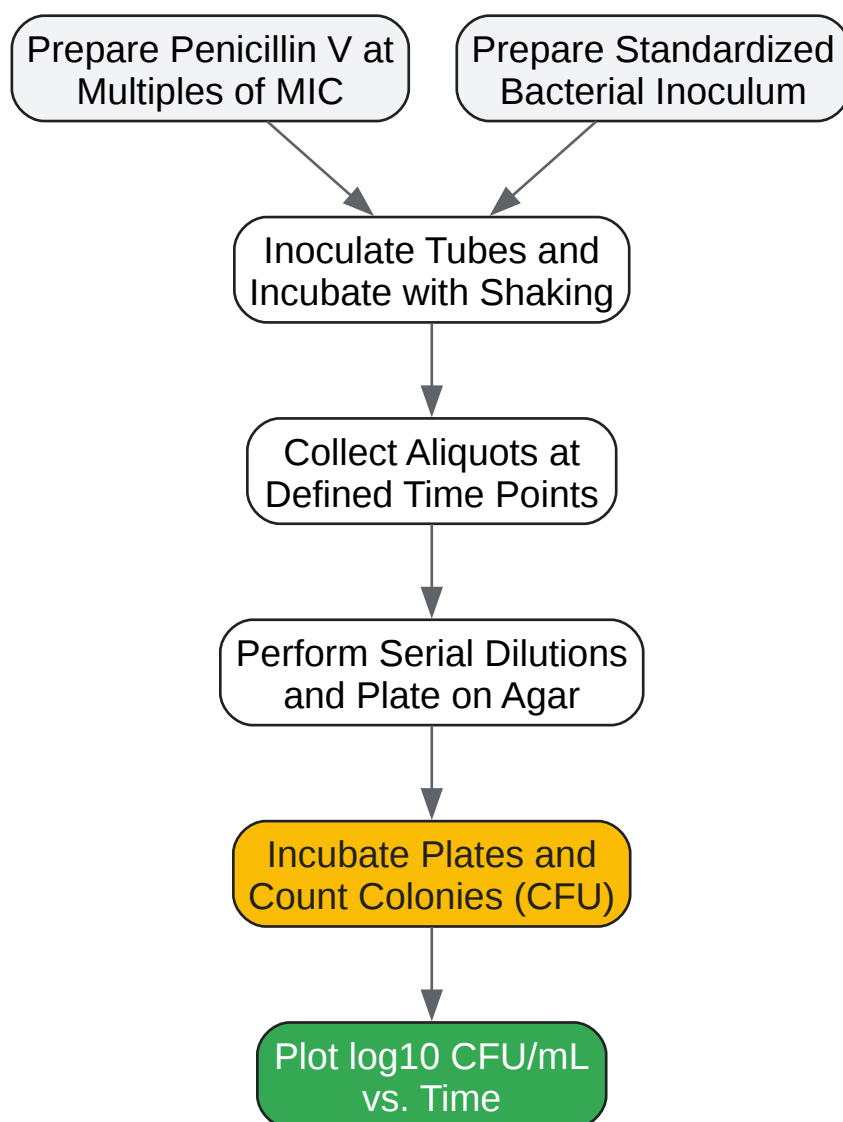 Prepare Penicillin V at
Multiples of MIC
Prepare Standardized
Bacterial Inoculum
Inoculate Tubes and
Incubate with Shaking
Collect Aliquots at
Defined Time Points
Perform Serial Dilutions
and Plate on Agar
Incubate Plates and
Count Colonies (CFU)
Plot log10 CFU/mL
vs. Time